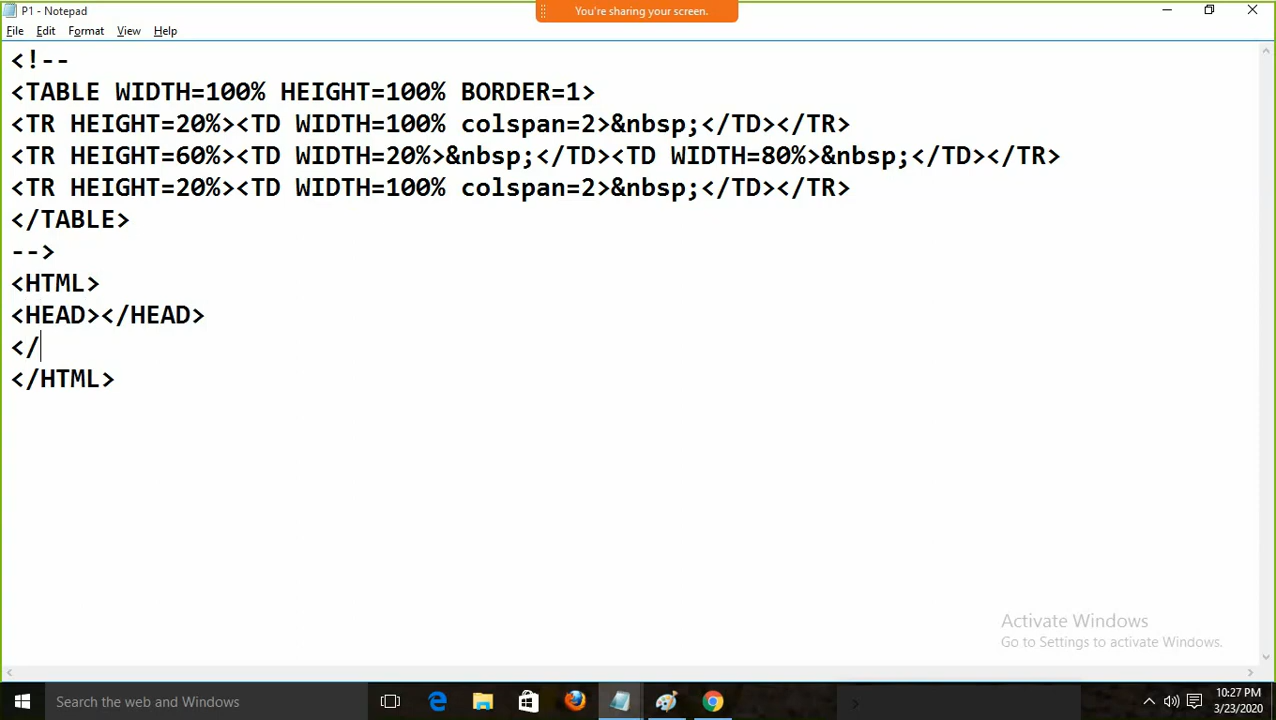 P1 - Notepad
You're sharing your screen.
File Edit Format View Help
<!--
<TABLE WIDTH=100% HEIGHT=100% BORDER=1>
<TR HEIGHT=20%><TD WIDTH=100% colspan=2>&nbsp;</TD></TR>
<TR HEIGHT=60%><TD WIDTH=20%>&nbsp;</TD><TD WIDTH=80%>&nbsp;</TD></TR>
<TR HEIGHT=20%><TD WIDTH=100% colspan=2>&nbsp;</TD></TR>
</TABLE>
-->
<HTML>
<HEAD></HEAD>
</
</HTML>
Activate Windows
Go to Settings to activate Windows.
Search the web and Windows
10:27 PM
3/23/2020